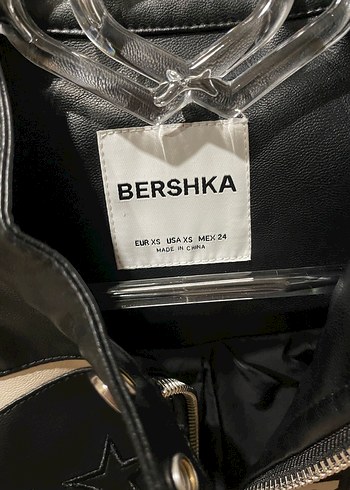 BERSHKA
EUR XS USA XS MEX 24
MADE IN CHINA